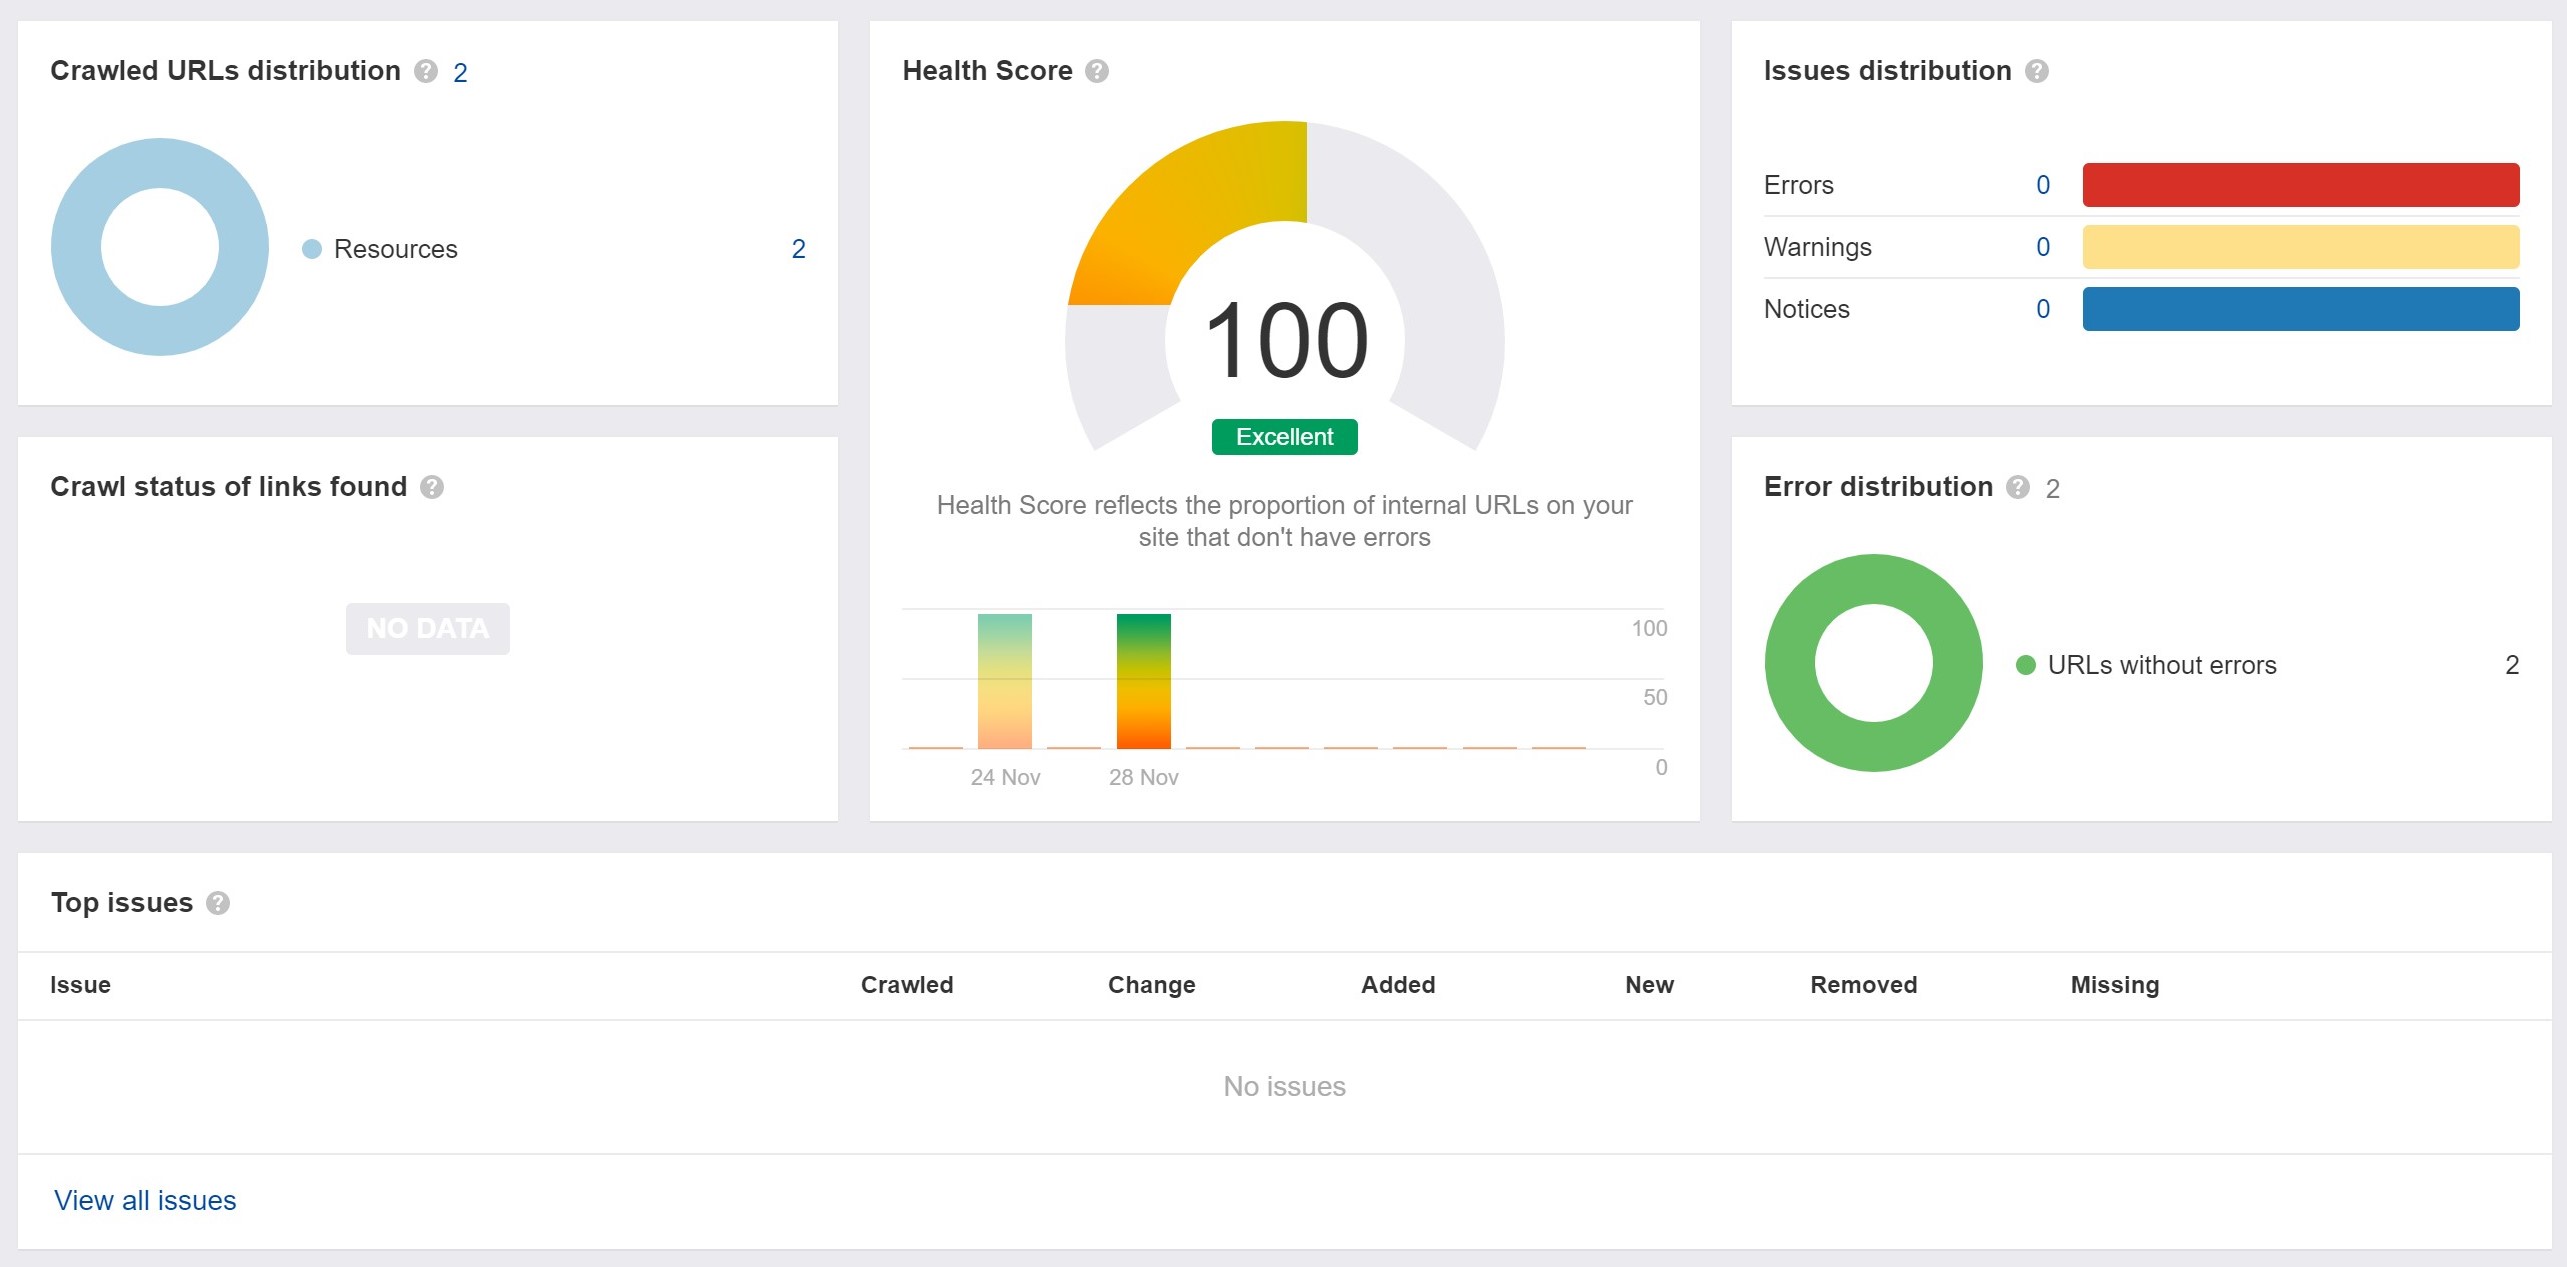 Crawled URLs distribution ? 2
Resources 2
Crawl status of links found ?
NO DATA
Health Score ?
100
Excellent
Health Score reflects the proportion of internal URLs on your
site that don't have errors
100
50
0
24 Nov 28 Nov
Issues distribution ?
Errors 0
Warnings 0
Notices 0
Error distribution ? 2
URLs without errors 2
Top issues ?
Issue Crawled Change Added New Removed Missing
No issues
View all issues